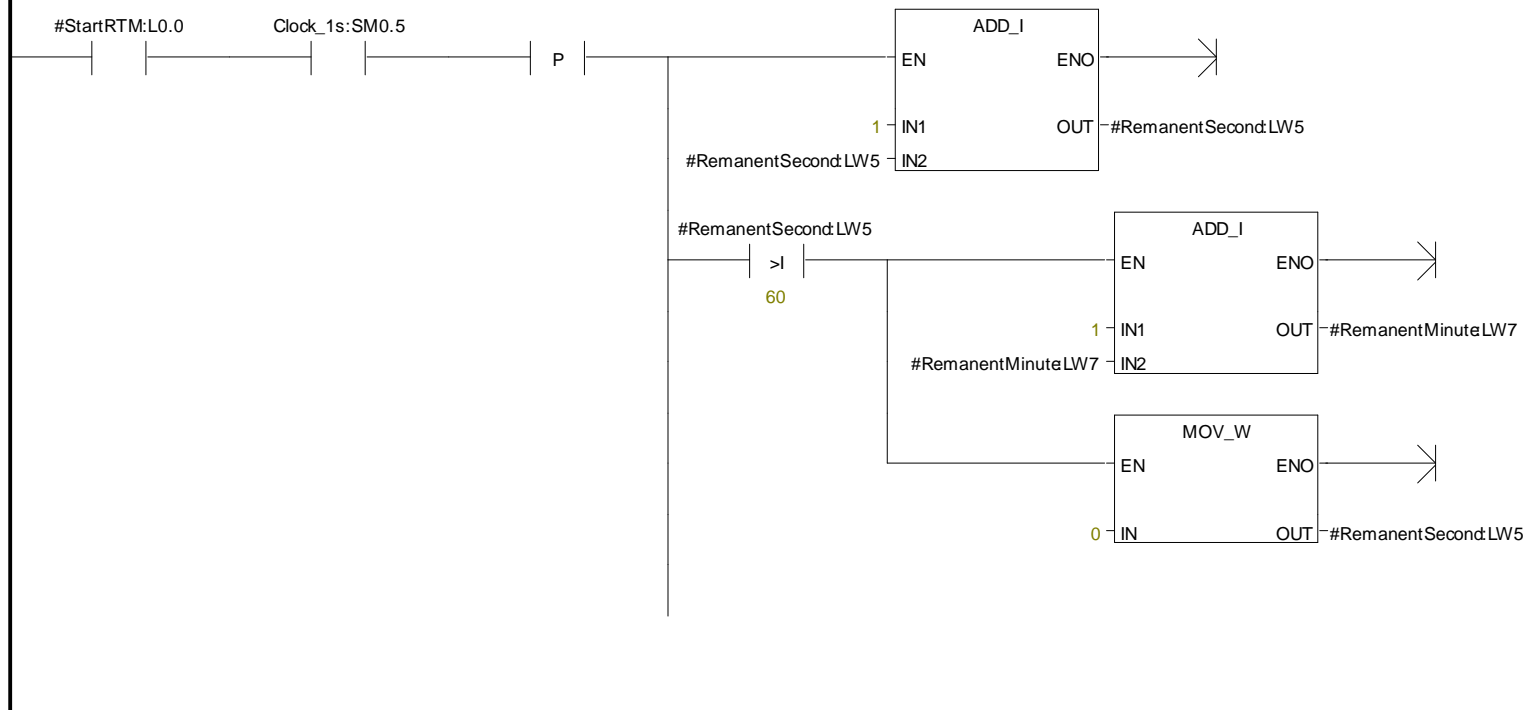 #StartRTM:L0.0 Clock_1s:SM0.5 ADD_I
P EN ENO
1 IN1 OUT #RemanentSecond:LW5
#RemanentSecond:LW5 IN2
#RemanentSecond:LW5 ADD_I
>I EN ENO
60
1 IN1 OUT #RemanentMinute:LW7
#RemanentMinute:LW7 IN2
MOV_W
EN ENO
0 IN OUT #RemanentSecond:LW5